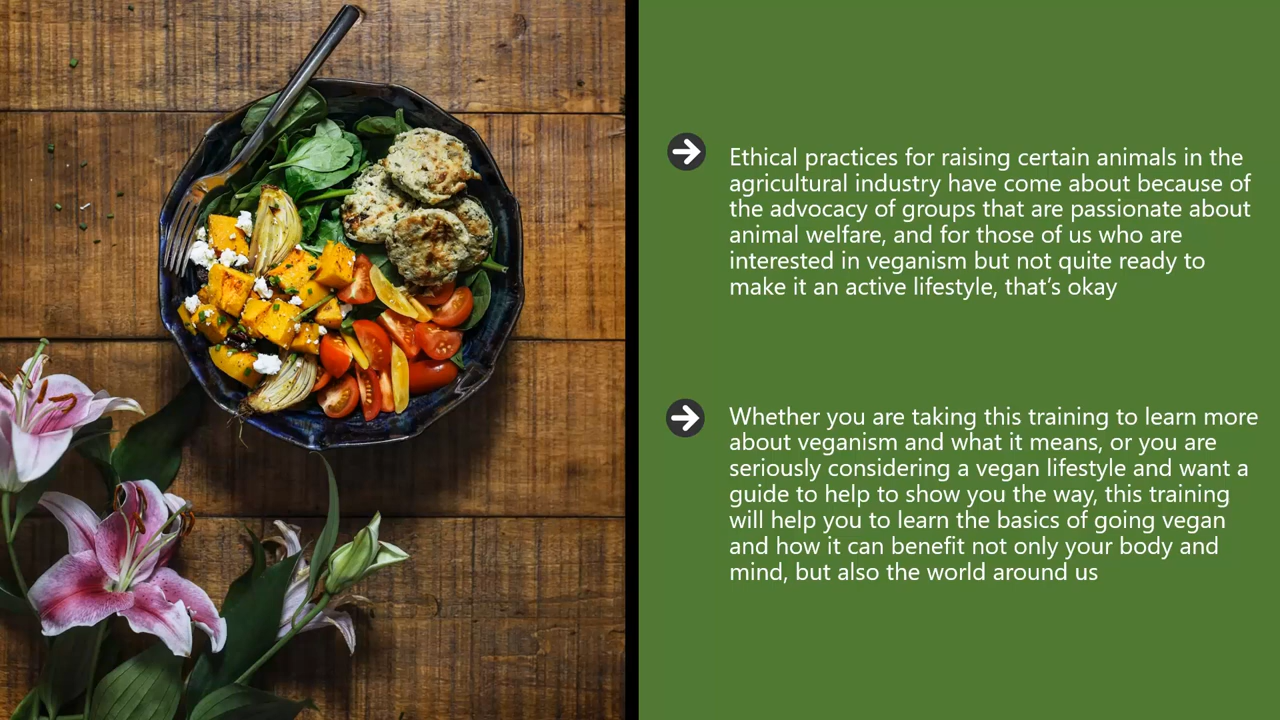 Ethical practices for raising certain animals in the
agricultural industry have come about because of
the advocacy of groups that are passionate about
animal welfare, and for those of us who are
interested in veganism but not quite ready to
make it an active lifestyle, that’s okay
Whether you are taking this training to learn more
about veganism and what it means, or you are
seriously considering a vegan lifestyle and want a
guide to help to show you the way, this training
will help you to learn the basics of going vegan
and how it can benefit not only your body and
mind, but also the world around us